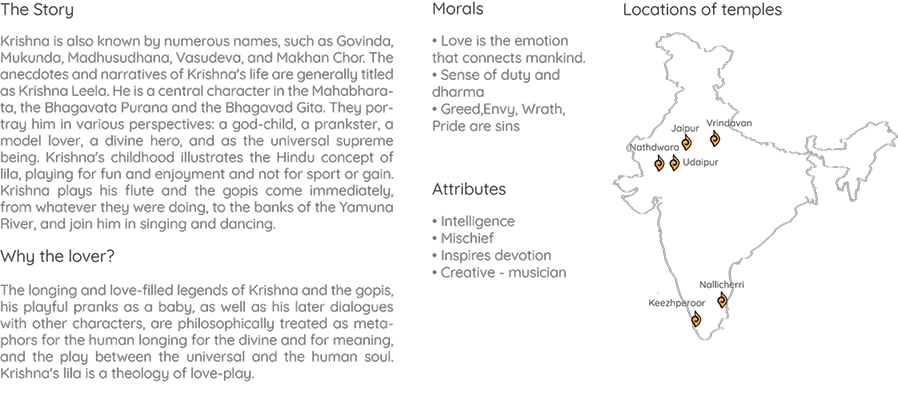 The Story
Krishna is also known by numerous names, such as Govinda,
Mukunda, Madhusudhana, Vasudeva, and Makhan Chor. The
anecdotes and narratives of Krishna's life are generally titled
as Krishna Leela. He is a central character in the Mahabhara-
ta, the Bhagavata Purana and the Bhagavad Gita. They por-
tray him in various perspectives: a god-child, a prankster, a
model lover, a divine hero, and as the universal supreme
being. Krishna's childhood illustrates the Hindu concept of
lila, playing for fun and enjoyment and not for sport or gain.
Krishna plays his flute and the gopis come immediately,
from whatever they were doing, to the banks of the Yamuna
River, and join him in singing and dancing.
Why the lover?
The longing and love-filled legends of Krishna and the gopis,
his playful pranks as a baby, as well as his later dialogues
with other characters, are philosophically treated as meta-
phors for the human longing for the divine and for meaning,
and the play between the universal and the human soul.
Krishna's lila is a theology of love-play.
Morals
• Love is the emotion
that connects mankind.
• Sense of duty and
dharma
• Greed,Envy, Wrath,
Pride are sins
Attributes
• Intelligence
• Mischief
• Inspires devotion
• Creative - musician
Locations of temples
Vrindavan
Jaipur
Nathdwara
Udaipur
Nallicherri
Keezhperoor